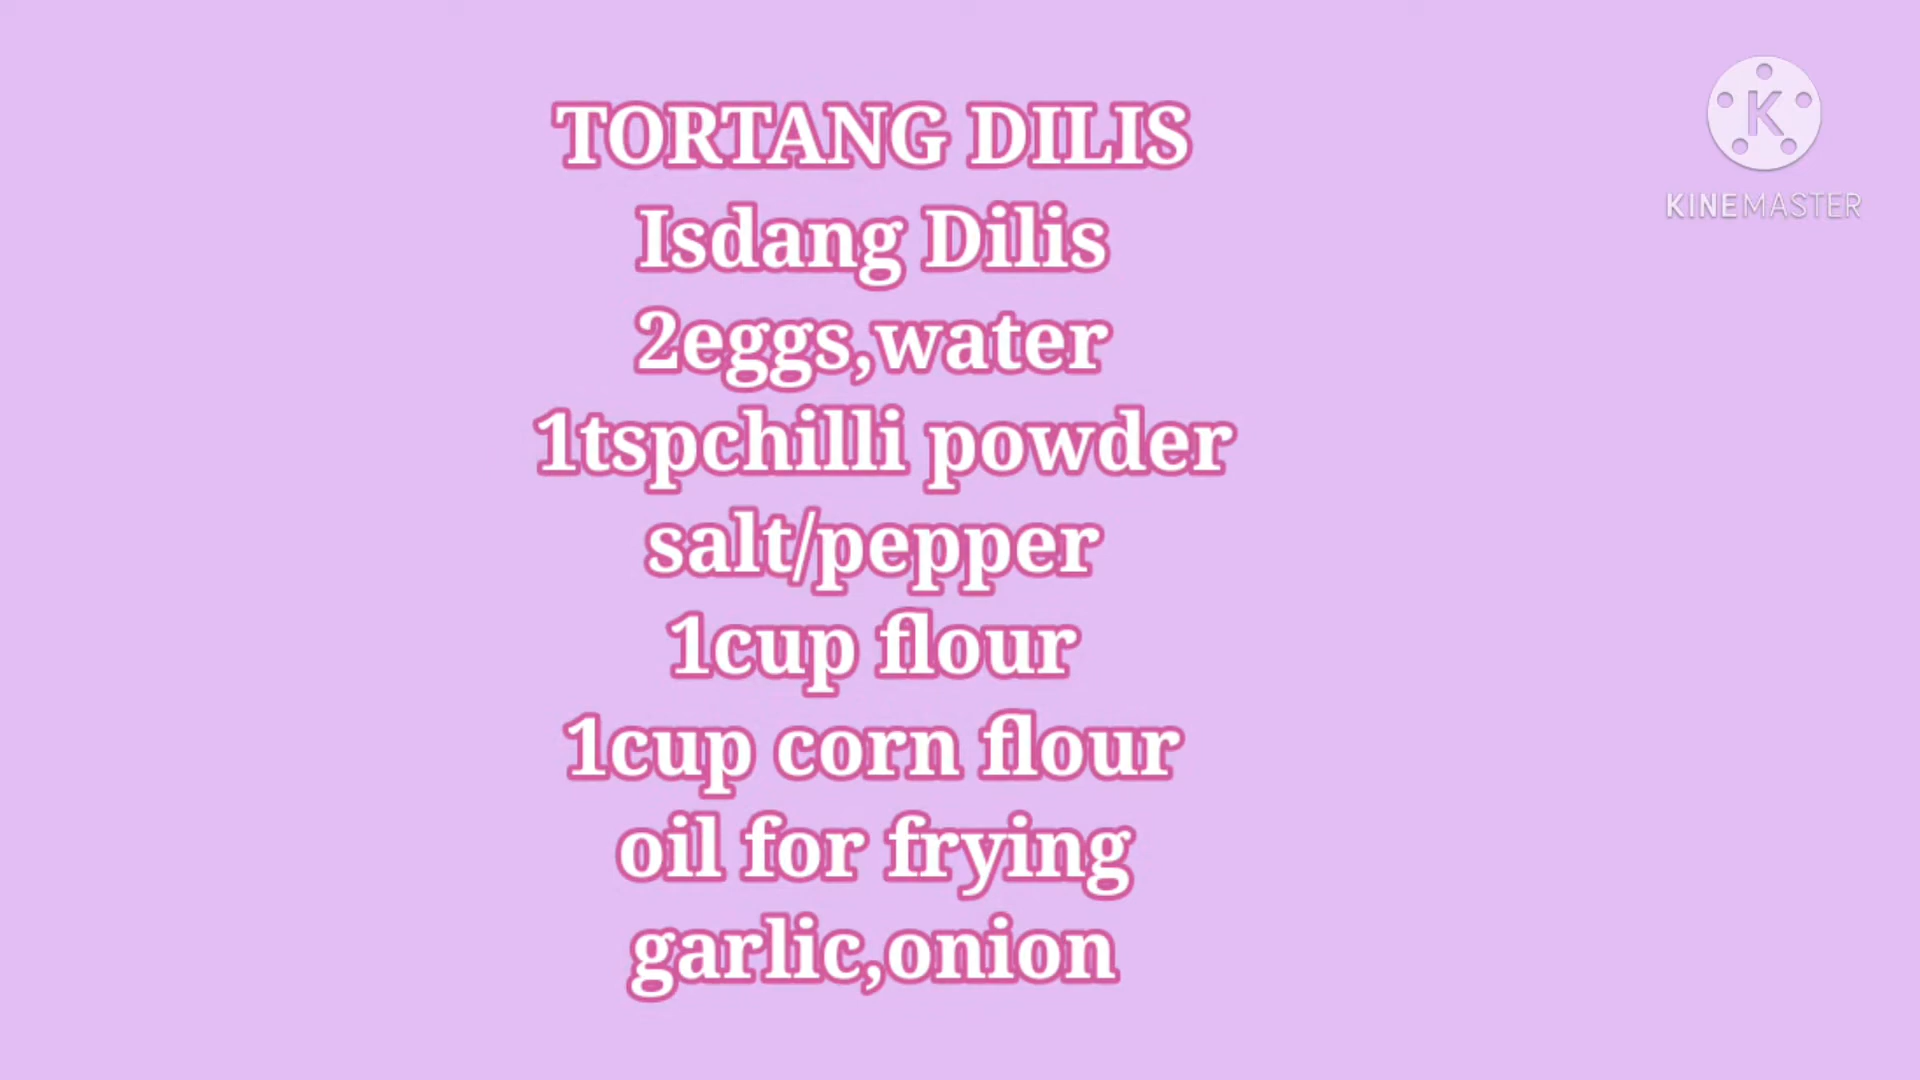 TORTANG DILIS
Isdang Dilis
2eggs,water
1tspchilli powder
salt/pepper
1cup flour
1cup corn flour
oil for frying
garlic,onion
K
KINEMASTER